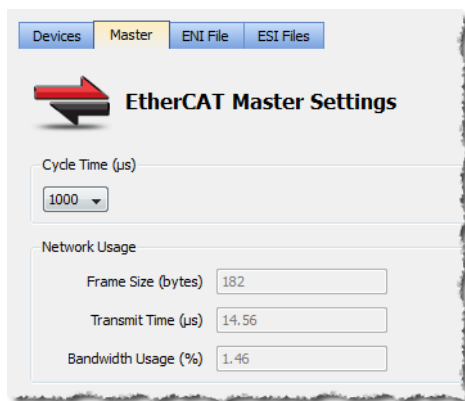 Devices Master ENI File ESI Files
EtherCAT Master Settings
Cycle Time (µs)
1000
Network Usage
Frame Size (bytes) 182
Transmit Time (µs) 14.56
Bandwidth Usage (%) 1.46